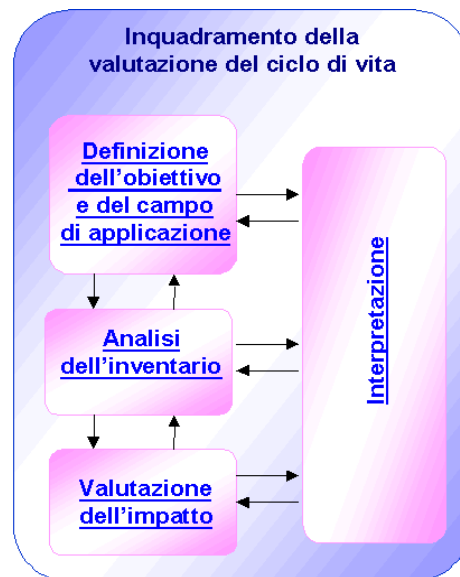 Inquadramento della
valutazione del ciclo di vita
Definizione
dell'obiettivo
e del campo
di applicazione
Analisi
dell'inventario
Valutazione
dell'impatto
Interpretazione